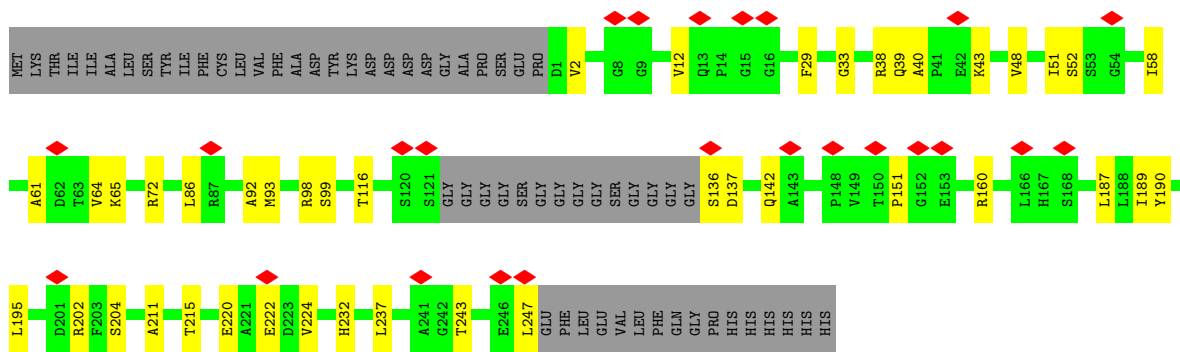 MET LYS THR ILE ILE ALA LEU SER TYR ILE PHE CYS LEU VAL PHE ALA ASP TYR LYS ASP ASP ASP ASP GLY ALA PRO SER GLU PRO D1 V2 G8 G9 V12 Q13 P14 G15 G16 F29 G33 R38 Q39 A40 P41 E42 K43 V48 I51 S52 S53 G54 I58
A61 D62 T63 V64 K65 R72 L86 R87 A92 M93 R98 S99 T116 S120 S121 GLY GLY GLY GLY SER GLY GLY GLY GLY SER GLY GLY GLY GLY S136 D137 Q142 A143 P148 V149 T150 P151 G152 E153 R160 L166 H167 S168 L187 L188 I189 Y190
L195 D201 R202 F203 S204 A211 T215 E220 A221 E222 D223 V224 H232 L237 A241 G242 T243 E246 L247 GLU PHE LEU GLU VAL LEU PHE GLN GLY PRO HIS HIS HIS HIS HIS HIS